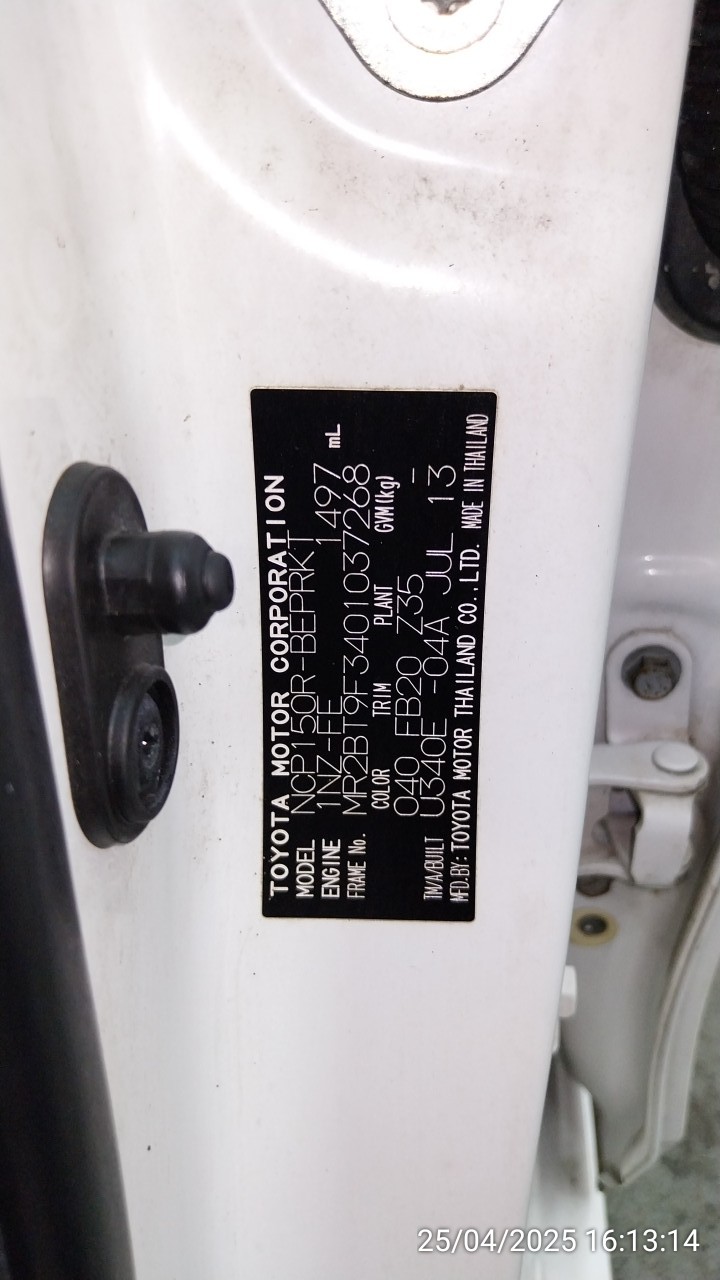 TOYOTA MOTOR CORPORATION
MODEL NCP150R-BEPRKT
ENGINE 1NZ-FE 1497 mL
FRAME No. MR2BT9F3401037268
COLOR TRIM PLANT GVM(kg)
040 FB20 Z35 -
TM/A/BUILT U340E -04A JUL 13
MFD.BY: TOYOTA MOTOR THAILAND CO.,LTD. MADE IN THAILAND
25/04/2025 16:13:14